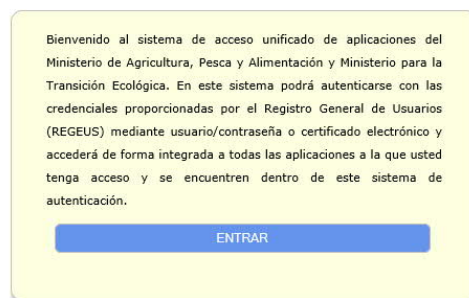 Bienvenido al sistema de acceso unificado de aplicaciones del
Ministerio de Agricultura, Pesca y Alimentación y Ministerio para la
Transición Ecológica. En este sistema podrá autenticarse con las
credenciales proporcionadas por el Registro General de Usuarios
(REGEUS) mediante usuario/contraseña o certificado electrónico y
accederá de forma integrada a todas las aplicaciones a la que usted
tenga acceso y se encuentren dentro de este sistema de
autenticación.
ENTRAR